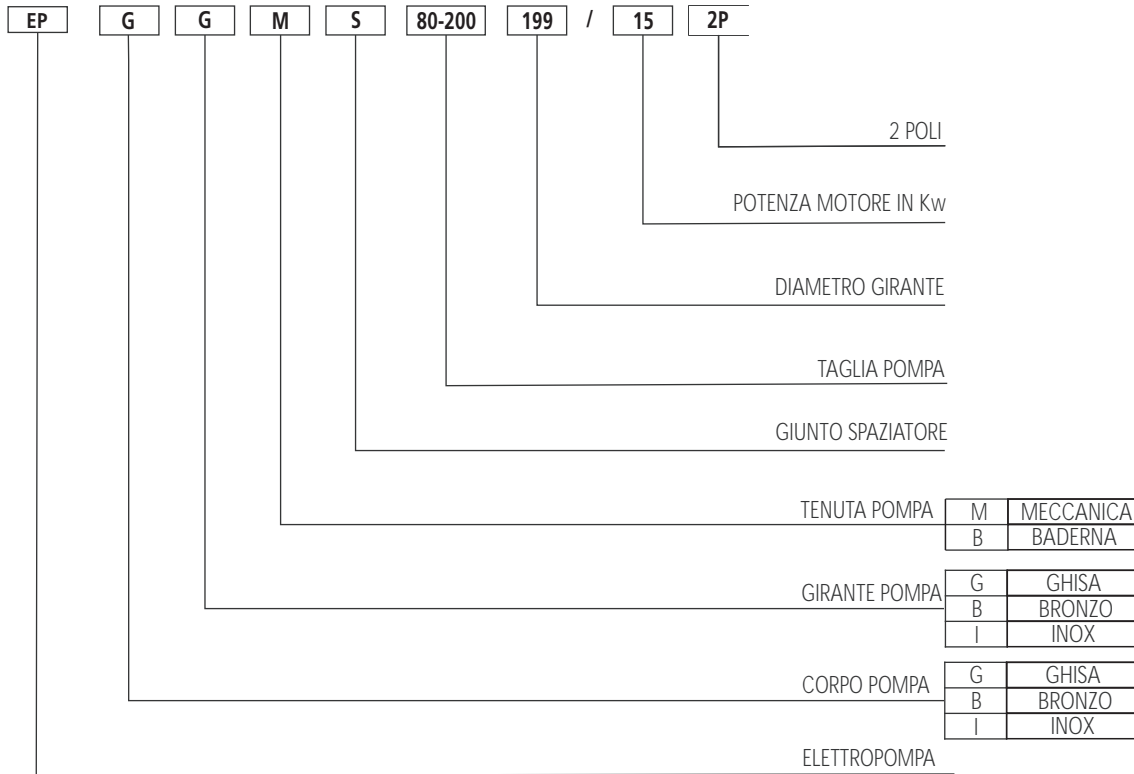 EP G G M S 80-200 199 / 15 2P
2 POLI
POTENZA MOTORE IN Kw
DIAMETRO GIRANTE
TAGLIA POMPA
GIUNTO SPAZIATORE
TENUTA POMPA M MECCANICA
B BADERNA
GIRANTE POMPA G GHISA
B BRONZO
I INOX
CORPO POMPA G GHISA
B BRONZO
I INOX
ELETTROPOMPA